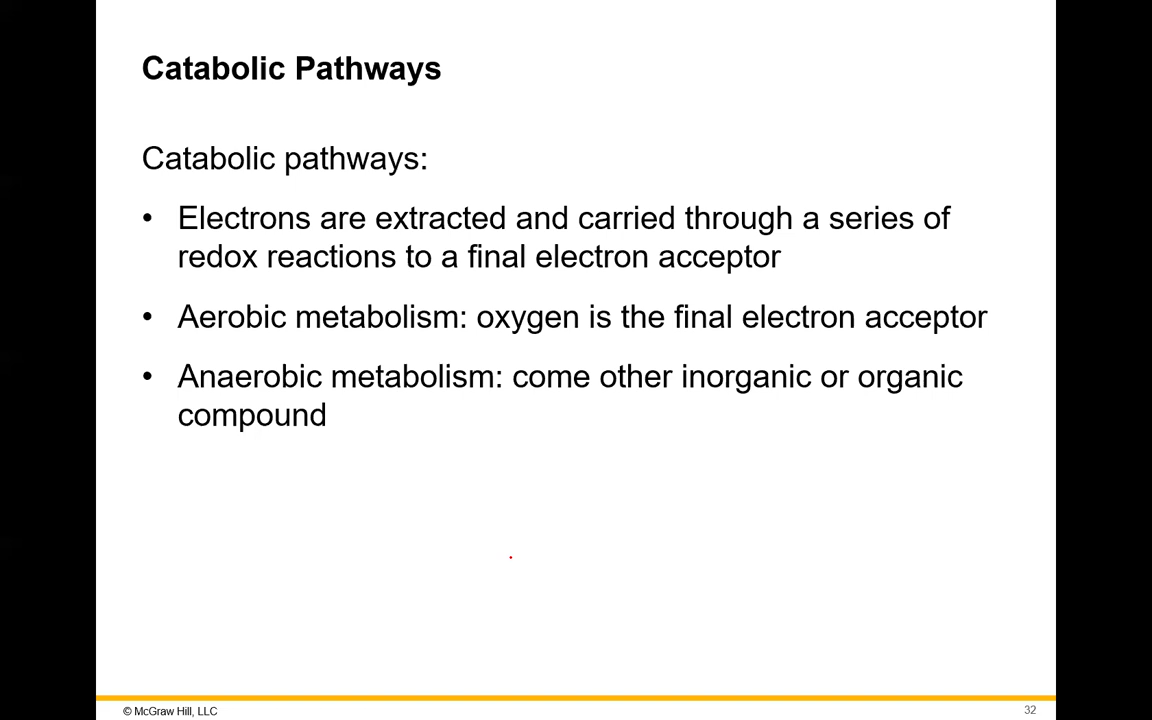 Catabolic Pathways
Catabolic pathways:
• Electrons are extracted and carried through a series of
redox reactions to a final electron acceptor
• Aerobic metabolism: oxygen is the final electron acceptor
• Anaerobic metabolism: come other inorganic or organic
compound
© McGraw Hill, LLC
32